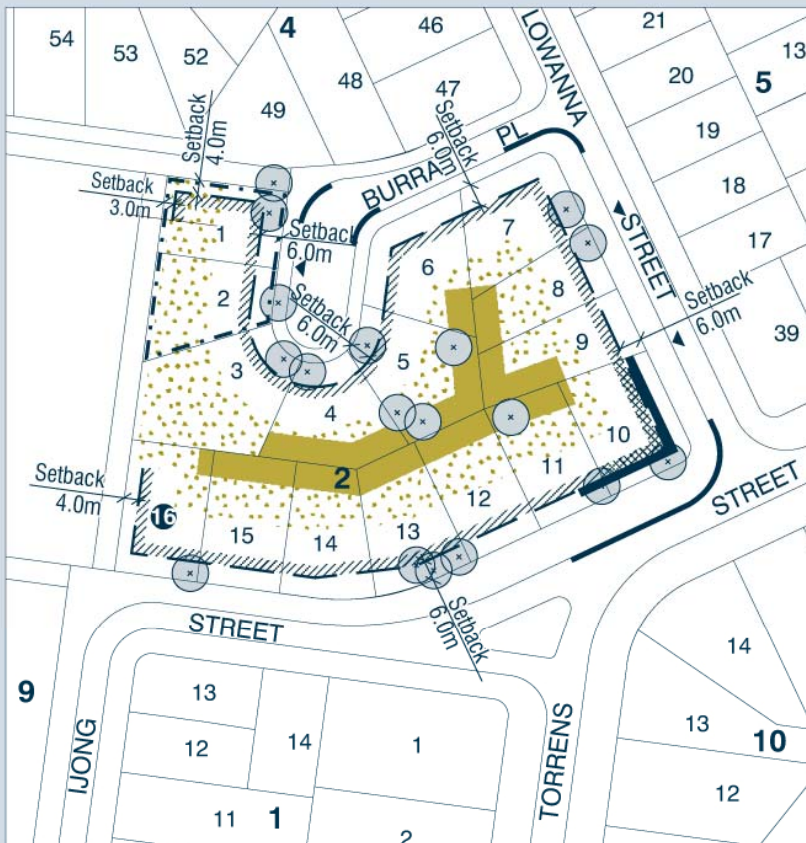 54
53
52
4
46
48
47
49
LOWANNA
21
20
13
5
19
18
17
39
Setback
4.0m
Setback
3.0m
Setback
6.0m
BURRA PL
STREET
Setback
6.0m
Setback
6.0m
Setback
6.0m
1
2
3
4
5
6
7
8
9
10
11
12
13
14
15
16
2
Setback
4.0m
Setback
6.0m
STREET
STREET
9
IJONG
TORRENS
13
12
14
11
1
1
2
14
13
10
12